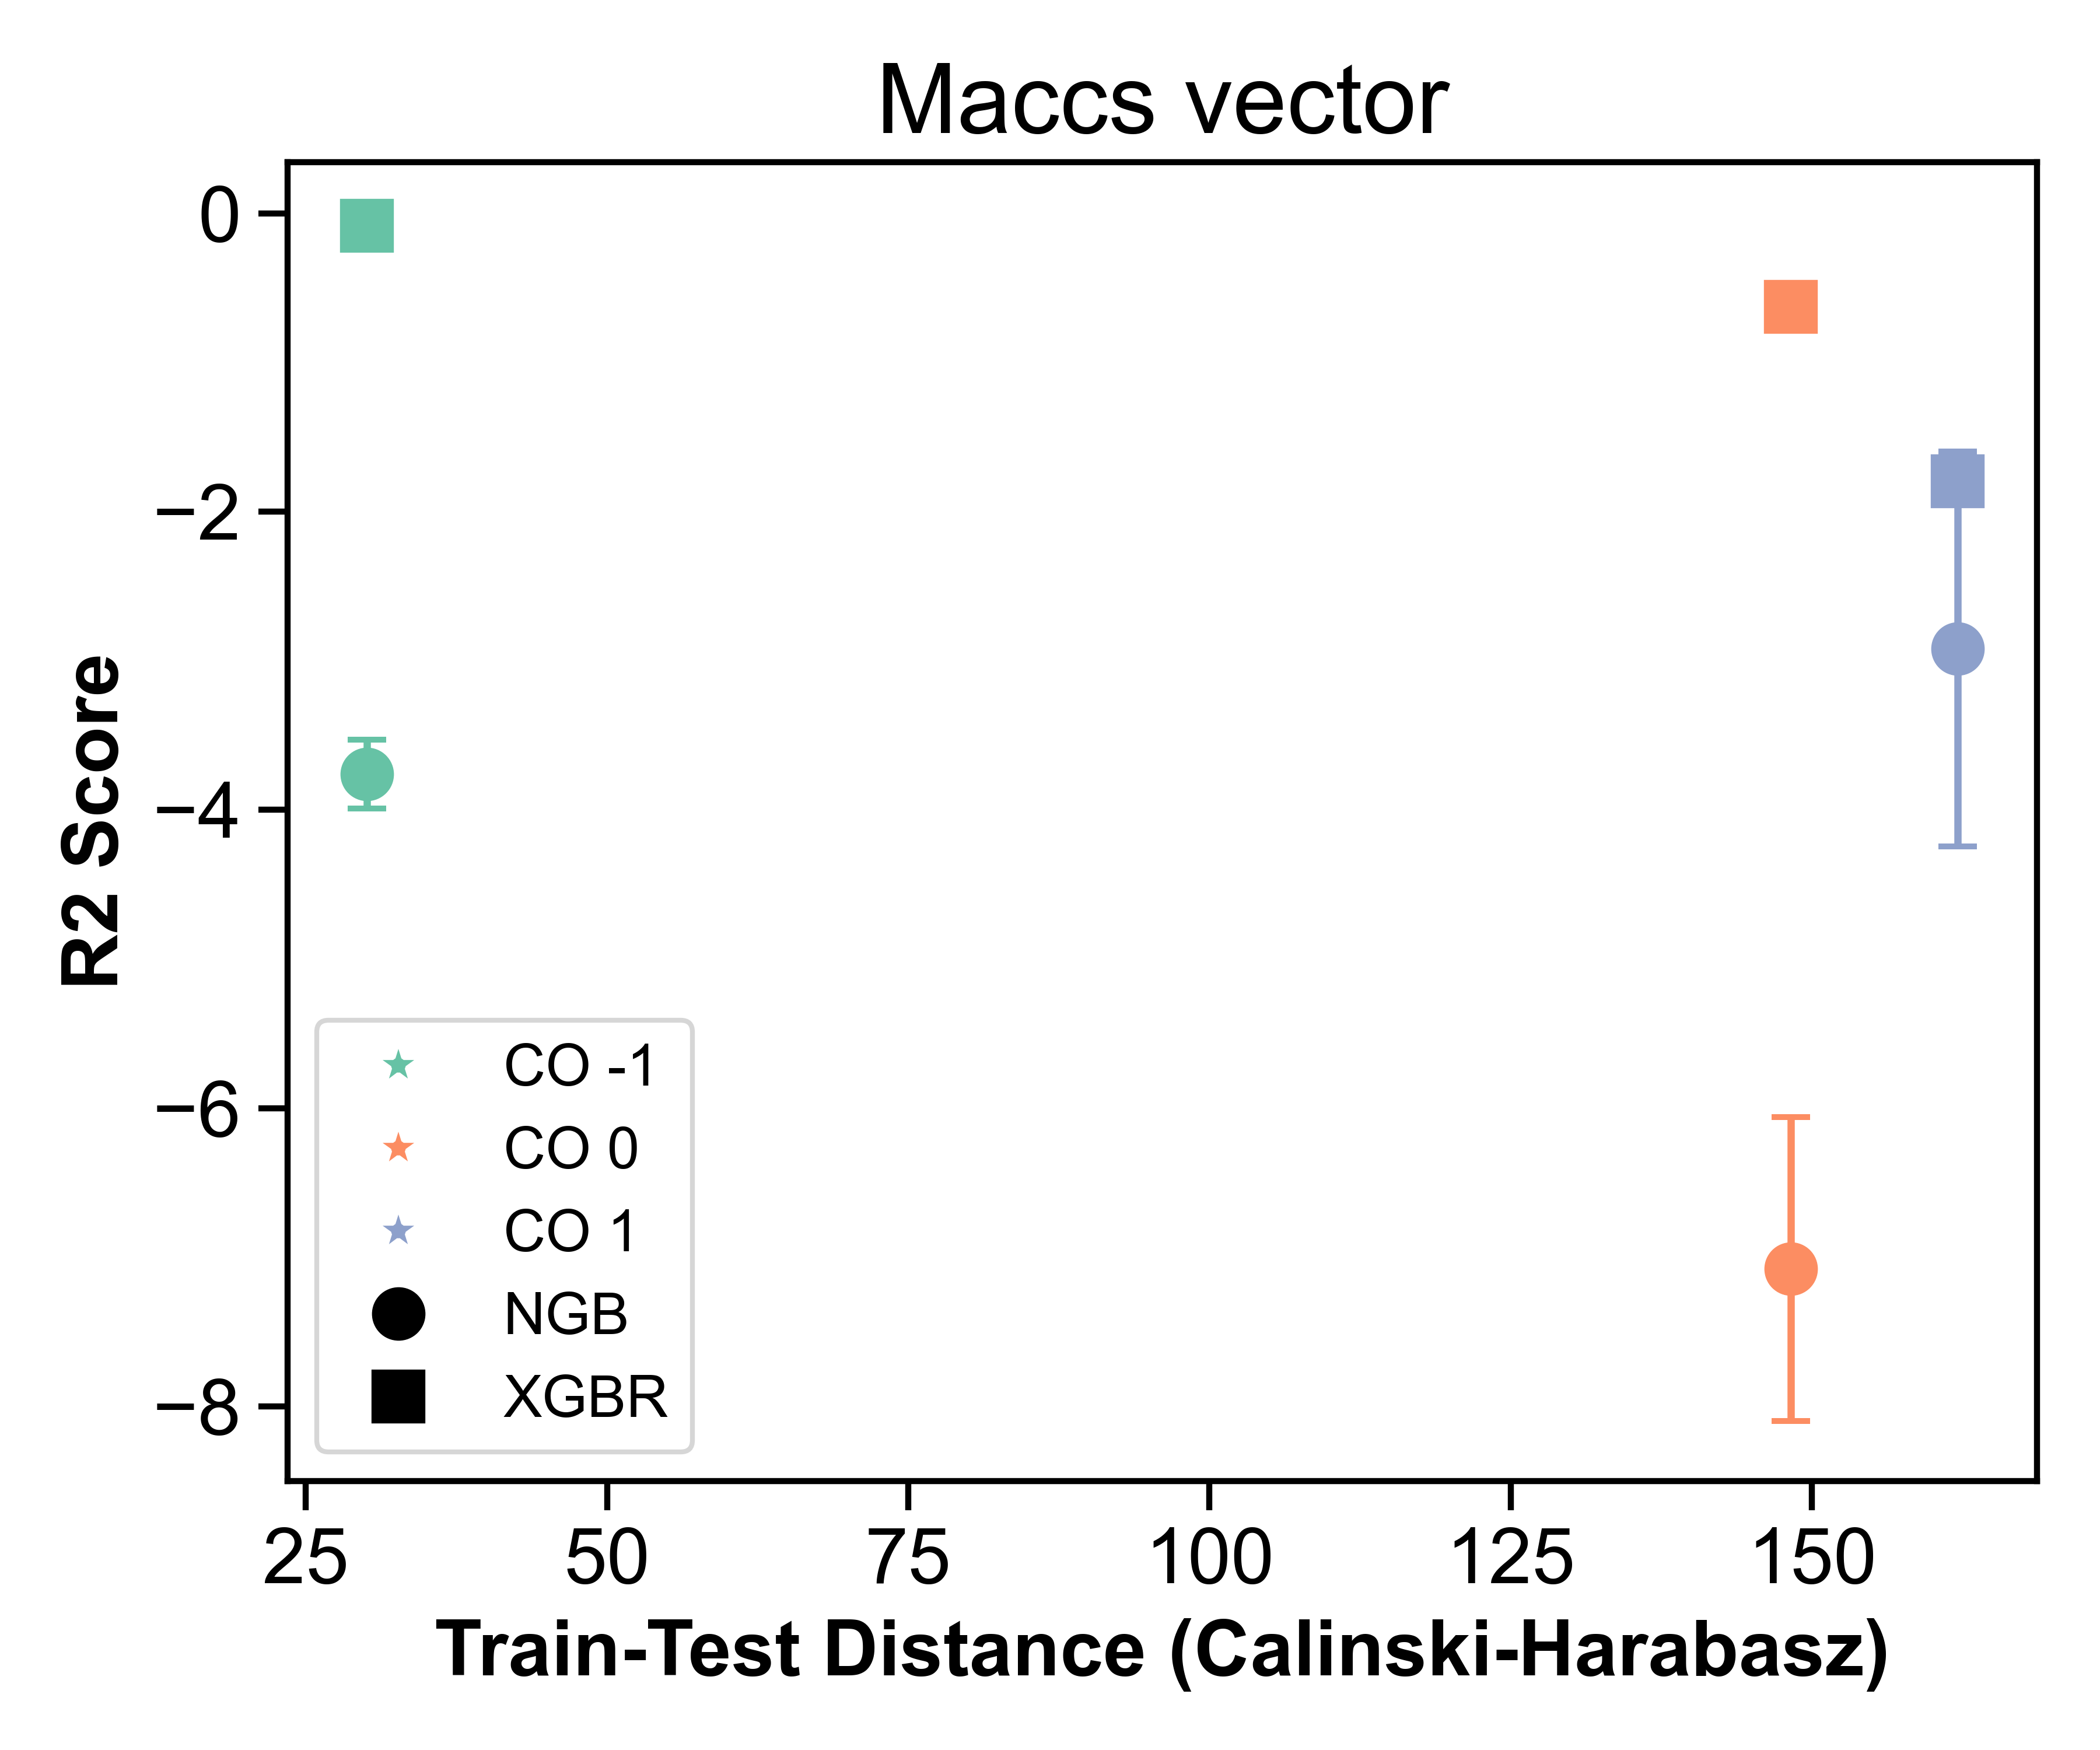 Maccs vector
0
−2
−4
−6
−8
R2 Score
CO -1
CO 0
CO 1
NGB
XGBR
25 50 75 100 125 150
Train-Test Distance (Calinski-Harabasz)